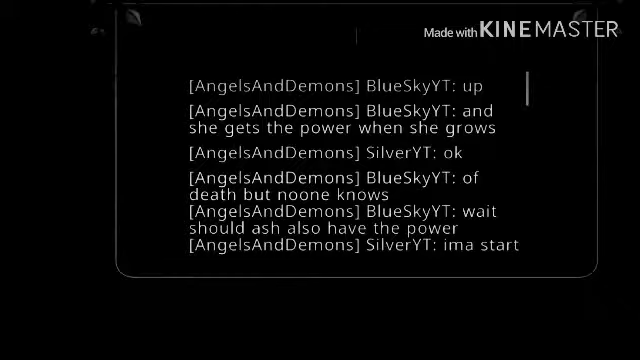 Made with KINEMASTER
[AngelsAndDemons] BlueSkyYT: up
[AngelsAndDemons] BlueSkyYT: and
she gets the power when she grows
[AngelsAndDemons] SilverYT: ok
[AngelsAndDemons] BlueSkyYT: of
death but noone knows
[AngelsAndDemons] BlueSkyYT: wait
should ash also have the power
[AngelsAndDemons] SilverYT: ima start